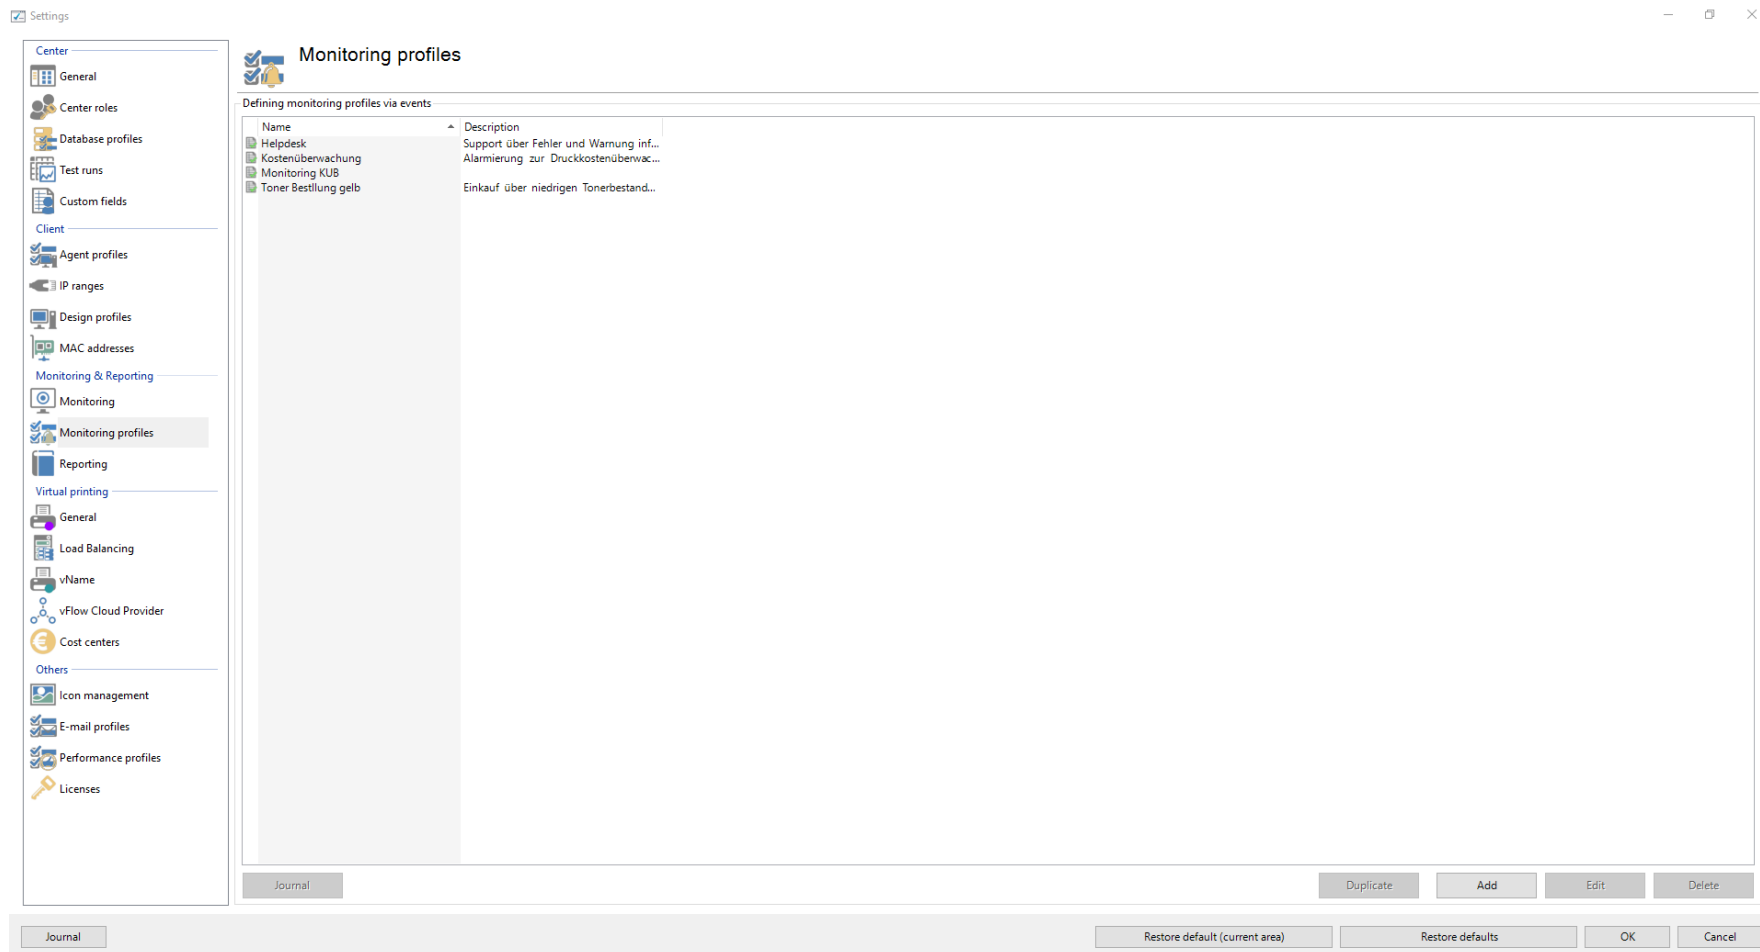 Settings
Center
General
Center roles
Database profiles
Test runs
Custom fields
Client
Agent profiles
IP ranges
Design profiles
MAC addresses
Monitoring & Reporting
Monitoring
Monitoring profiles
Reporting
Virtual printing
General
Load Balancing
vName
vFlow Cloud Provider
Cost centers
Others
Icon management
E-mail profiles
Performance profiles
Licenses
Monitoring profiles
Defining monitoring profiles via events
Name Description
Helpdesk Support über Fehler und Warnung inf...
Kostenüberwachung Alarmierung zur Druckkostenüberwac...
Monitoring KUB
Toner Bestllung gelb Einkauf über niedrigen Tonerbestand...
Journal Duplicate Add Edit Delete
Journal Restore default (current area) Restore defaults OK Cancel